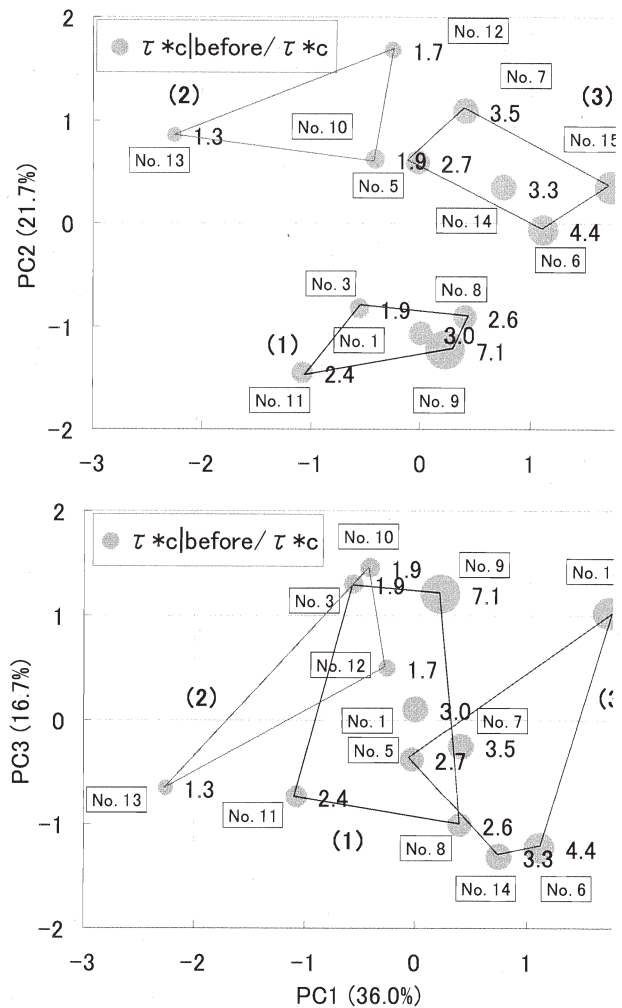 2
τ *c|before/ τ *c
1.7
No. 12
(2)
No. 7
(3)
1
3.5
1.3
No. 10
No. 15
No. 13
1.9
2.7
No. 5
3.3
0
No. 14
4.4
No. 6
PC2 (21.7%)
No. 3
No. 8
1.9
2.6
-1
(1)
No. 1
3.0
7.1
2.4
No. 11
No. 9
-2
-3
-2
-1
0
1
2
τ *c|before/ τ *c
No. 10
1.9
No. 9
No. 1
No. 3
1.9
7.1
1
No. 12
1.7
(2)
(3
No. 1
3.0
No. 7
0
No. 5
2.7
3.5
PC3 (16.7%)
1.3
No. 13
2.4
No. 11
-1
(1)
2.6
No. 8
3.3
4.4
No. 14
No. 6
-2
-3
-2
-1
0
1
PC1 (36.0%)